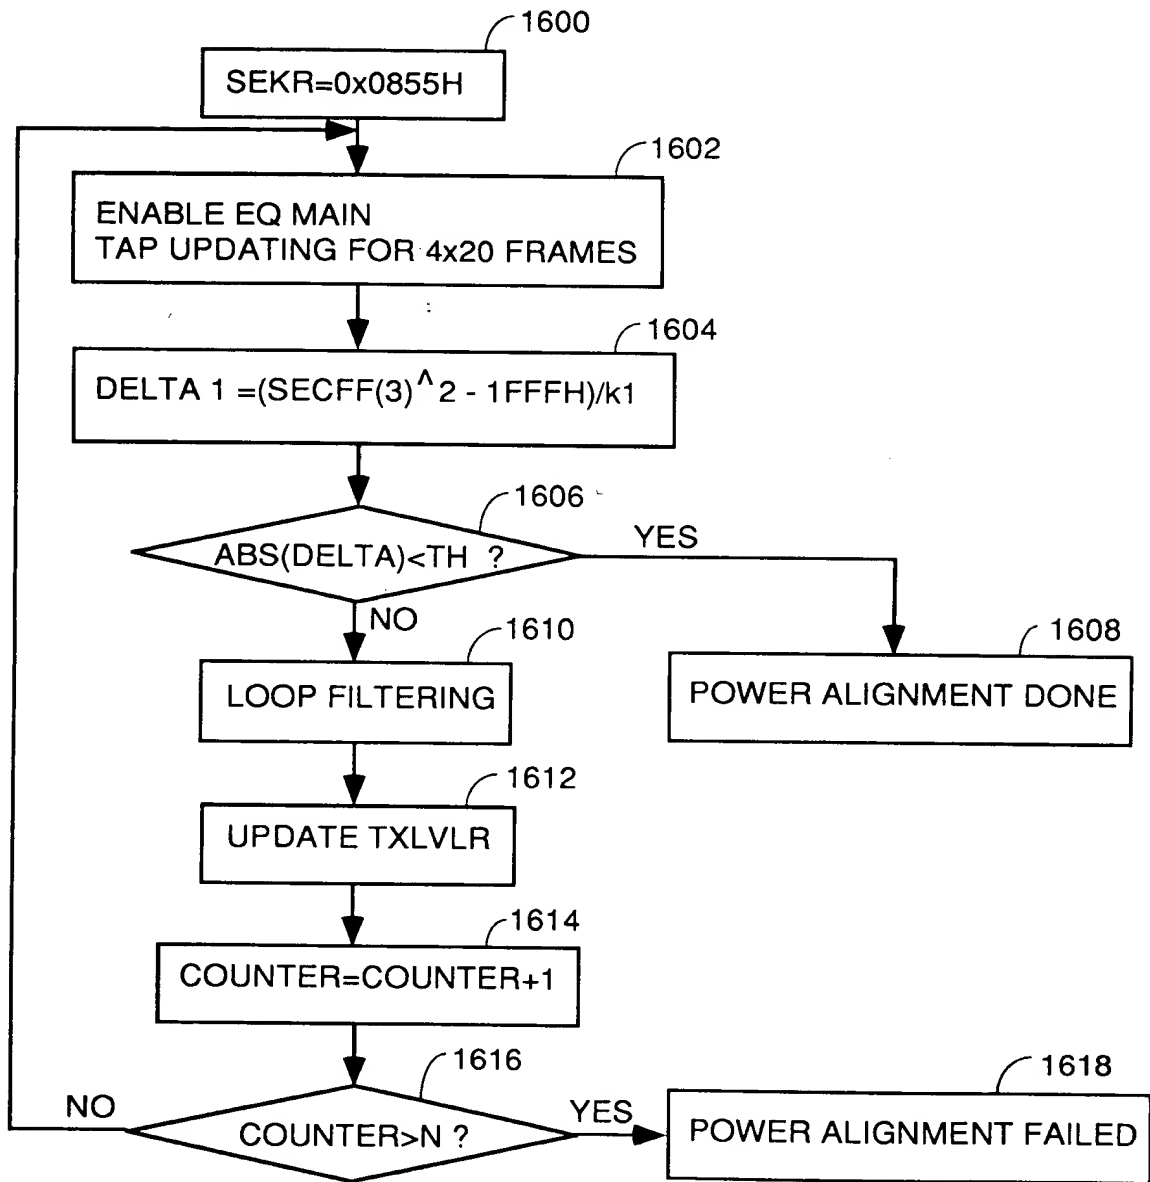 1600
SEKR=0x0855H
1602
ENABLE EQ MAIN
TAP UPDATING FOR 4x20 FRAMES
1604
DELTA 1 =(SECFF(3)^2 - 1FFFH)/k1
1606
ABS(DELTA)<TH ?
YES
NO
1610
LOOP FILTERING
1608
POWER ALIGNMENT DONE
1612
UPDATE TXLVLR
1614
COUNTER=COUNTER+1
1616
NO
COUNTER>N ?
YES
1618
POWER ALIGNMENT FAILED